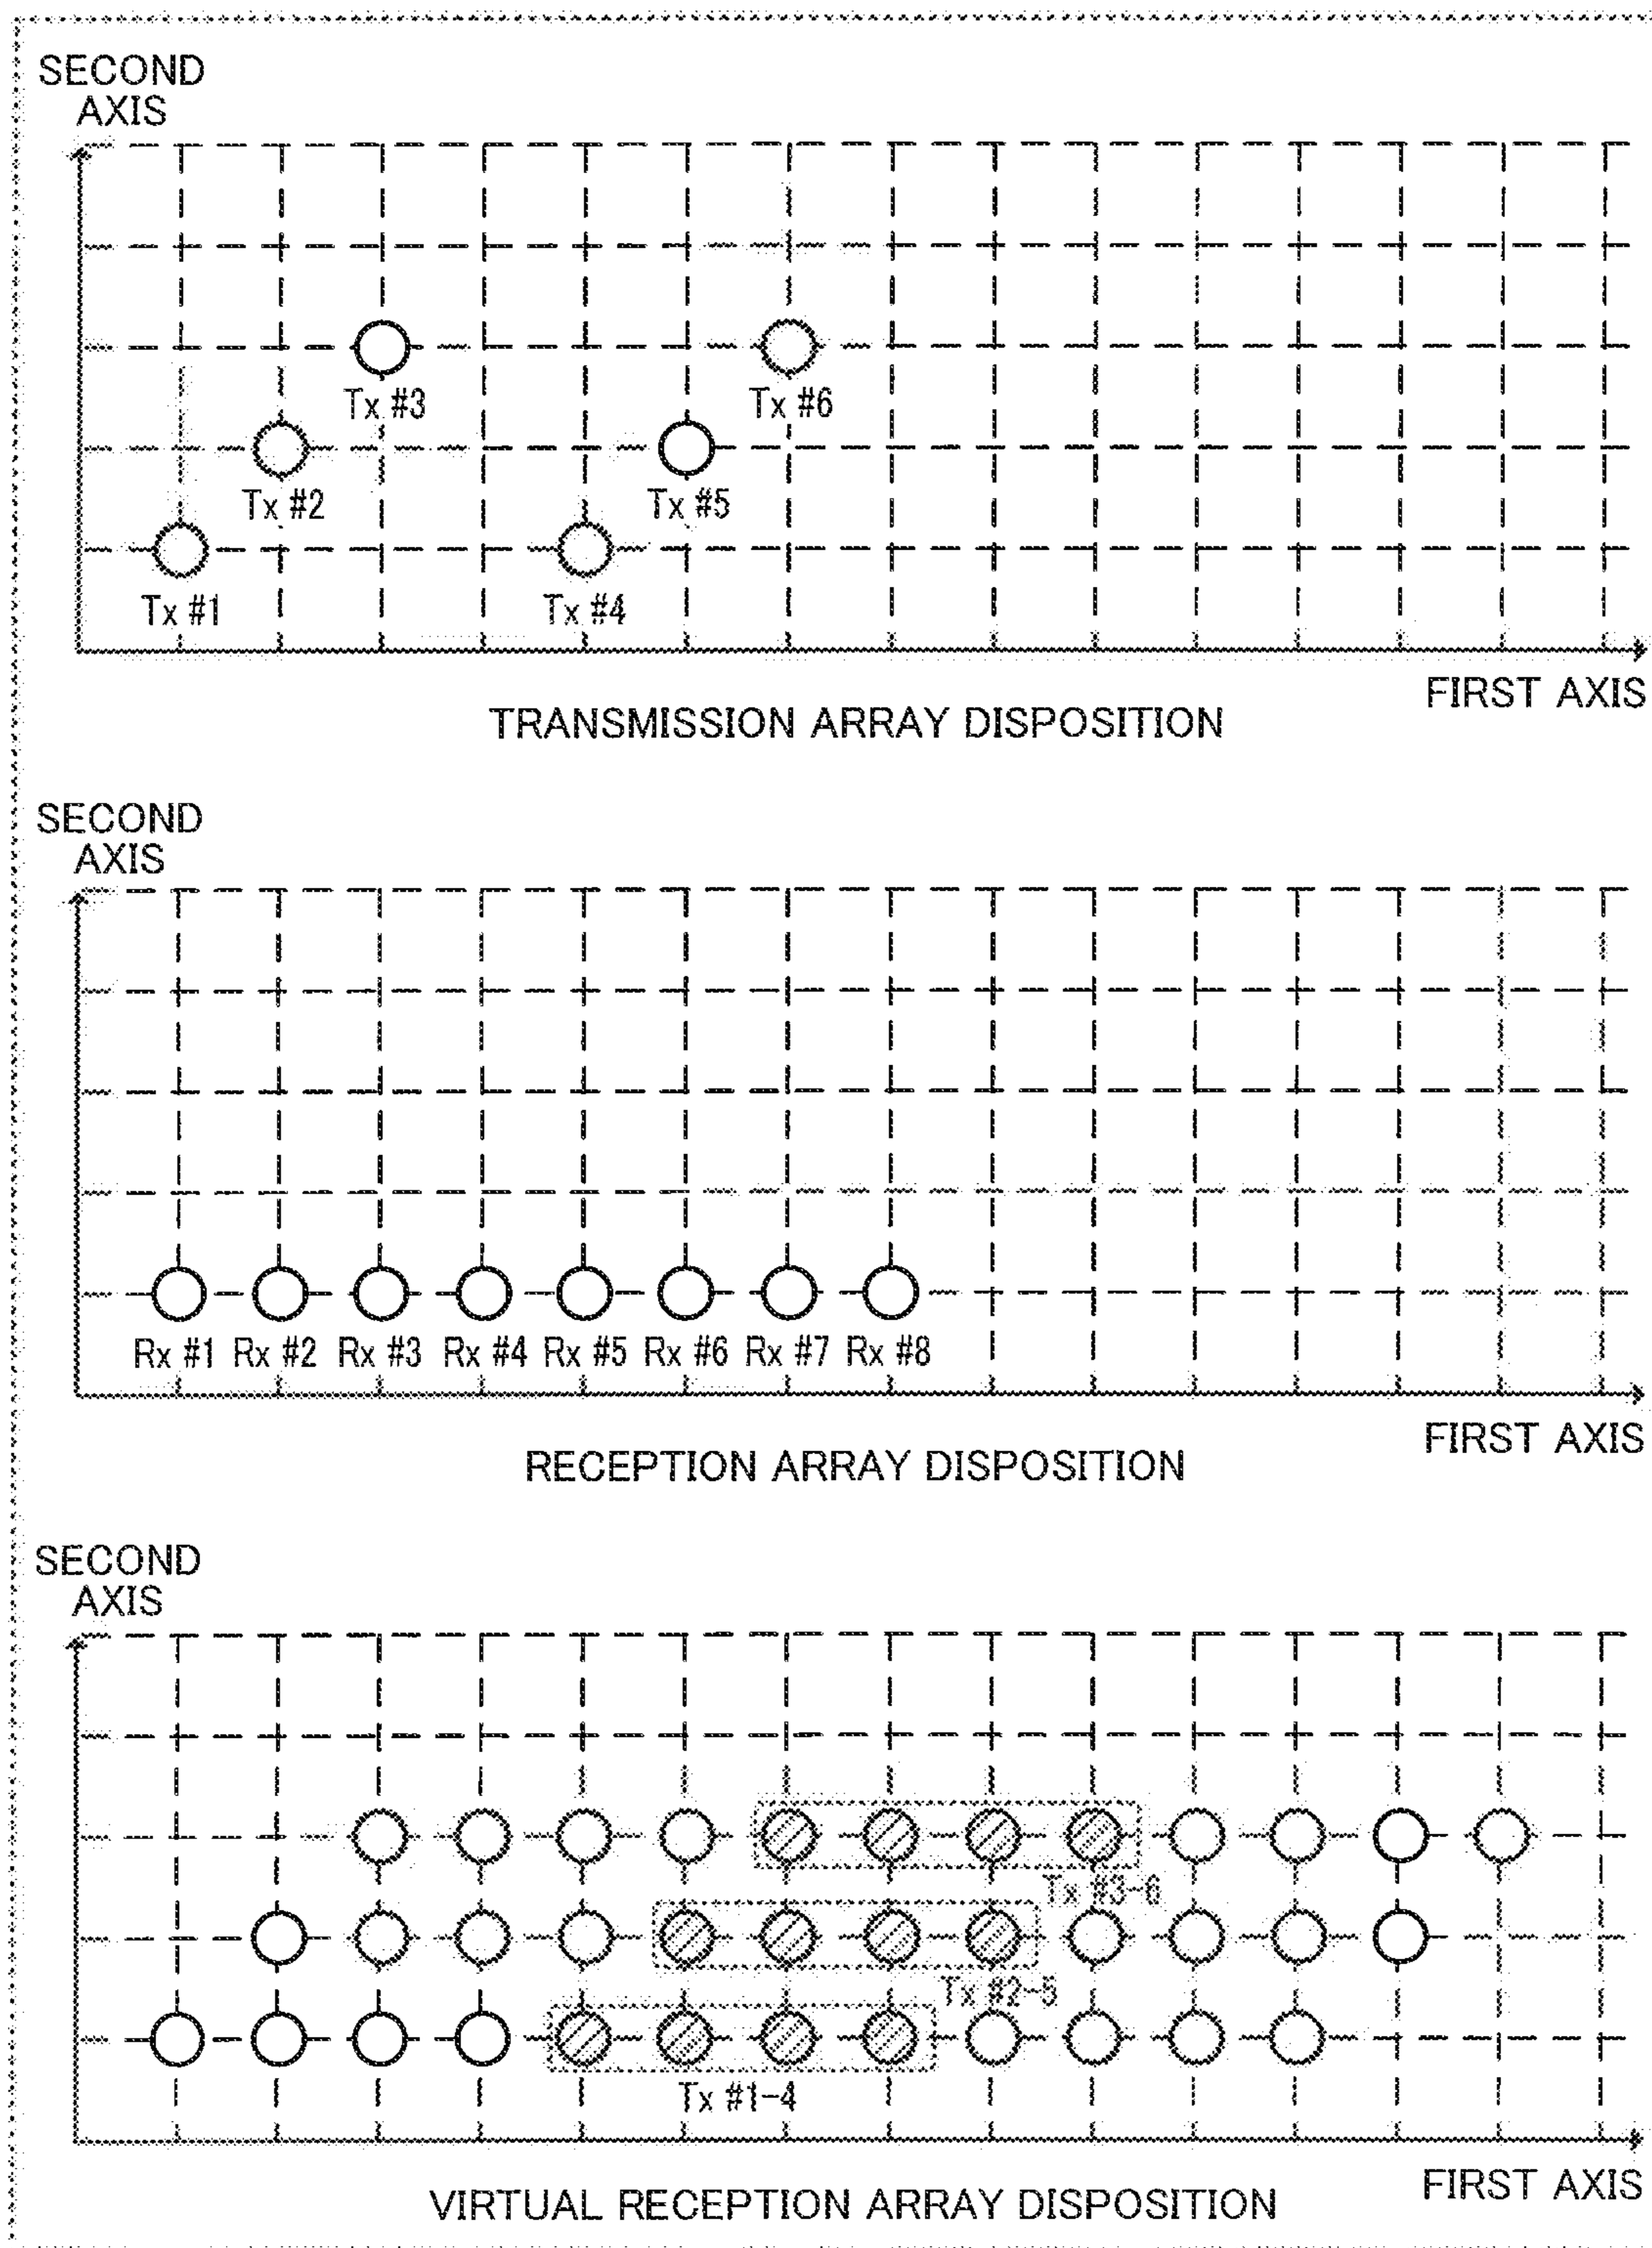 SECOND
AXIS
Tx #3
Tx #6
Tx #2
Tx #5
Tx #1
Tx #4
FIRST AXIS
TRANSMISSION ARRAY DISPOSITION
SECOND
AXIS
Rx #1 Rx #2 Rx #3 Rx #4 Rx #5 Rx #6 Rx #7 Rx #8
FIRST AXIS
RECEPTION ARRAY DISPOSITION
SECOND
AXIS
Tx #3-6
Tx #2-5
Tx #1-4
FIRST AXIS
VIRTUAL RECEPTION ARRAY DISPOSITION